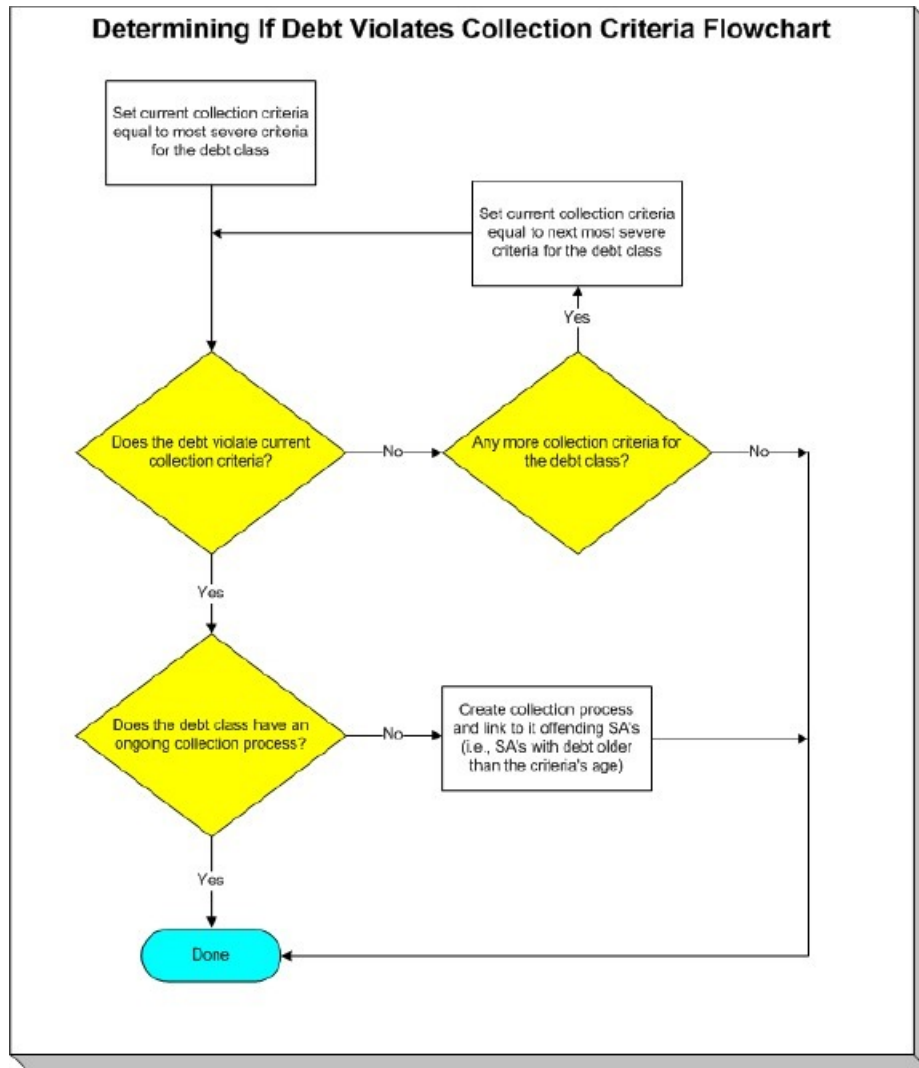 Determining If Debt Violates Collection Criteria Flowchart
Set current collection criteria
equal to most severe criteria
for the debt class
Set current collection criteria
equal to next most severe
criteria for the debt class
Yes
Does the debt violate current
collection criteria?
No
Any more collection criteria for
the debt class?
No
Yes
Does the debt class have an
ongoing collection process?
No
Create collection process
and link to it offending SA's
(i.e., SA's with debt older
than the criteria's age)
Yes
Done